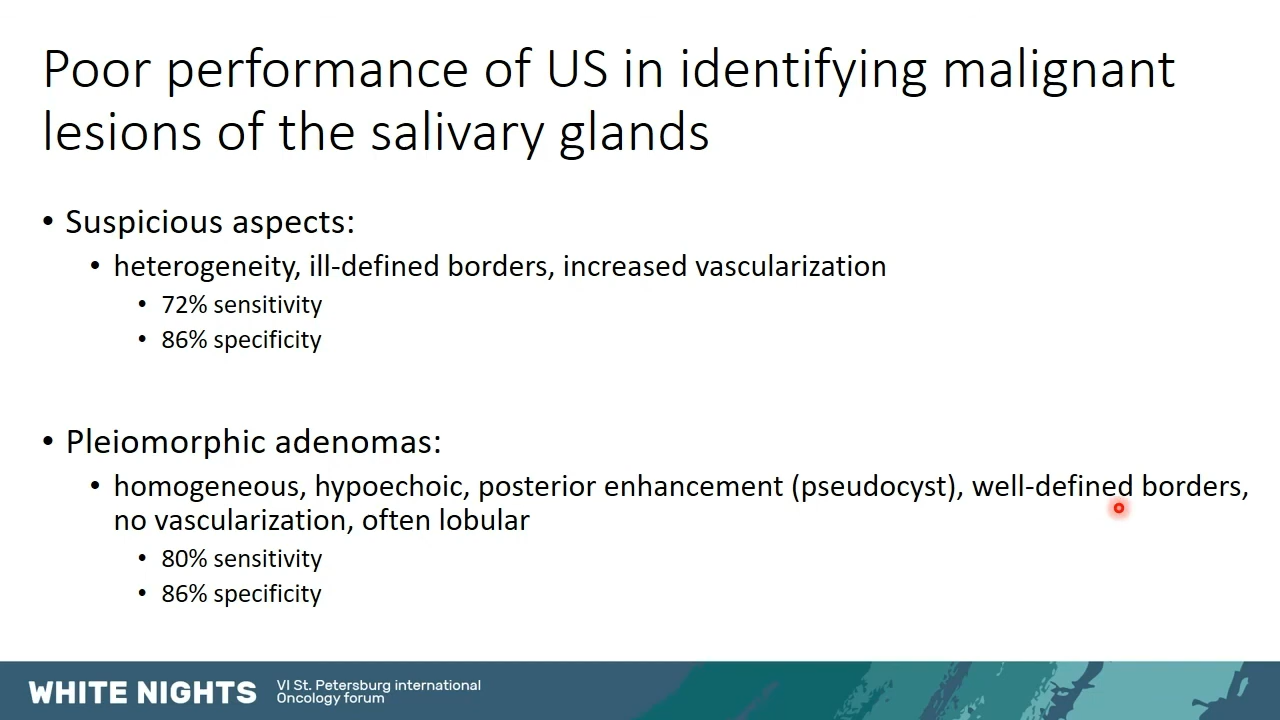 Poor performance of US in identifying malignant
lesions of the salivary glands
• Suspicious aspects:
• heterogeneity, ill-defined borders, increased vascularization
• 72% sensitivity
• 86% specificity
• Pleiomorphic adenomas:
• homogeneous, hypoechoic, posterior enhancement (pseudocyst), well-defined borders,
no vascularization, often lobular
• 80% sensitivity
• 86% specificity
WHITE NIGHTS
VI St. Petersburg international
Oncology forum